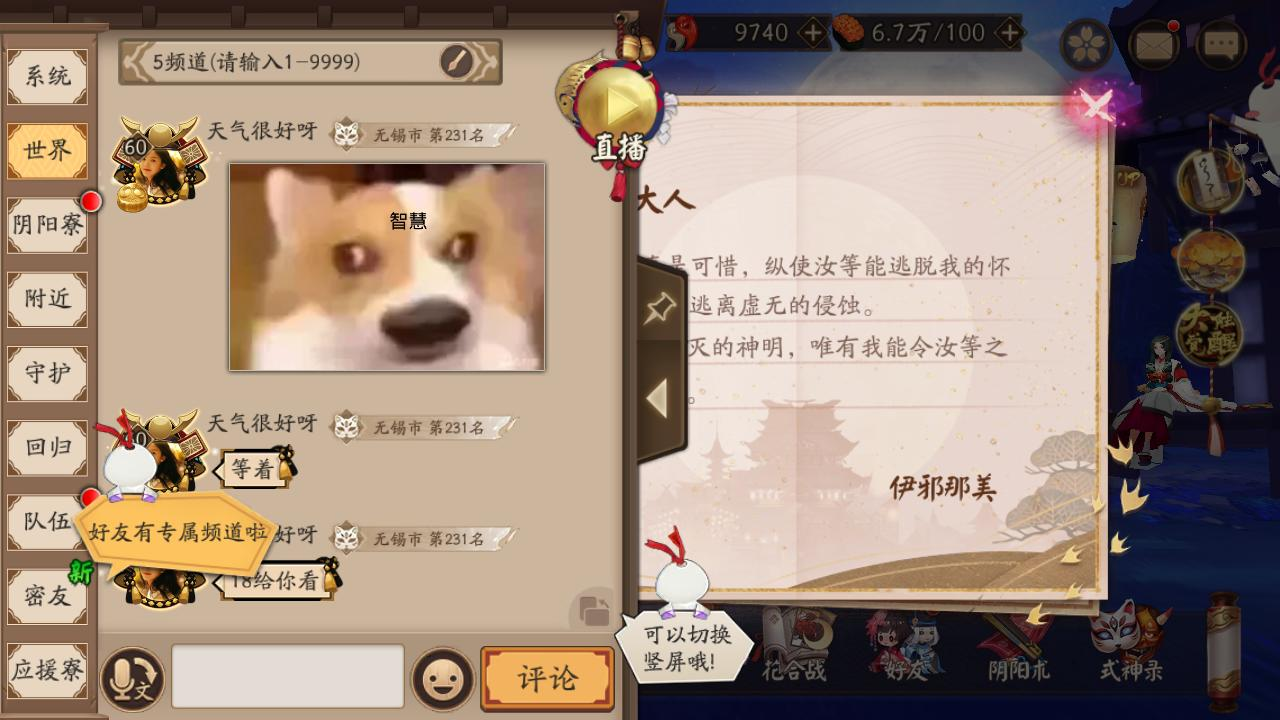 系统
世界
阴阳寮
附近
守护
回归
队伍
密友
应援寮
5频道(请输入1-9999)
60
天气很好呀
无锡市 第231名
智慧
天气很好呀
无锡市 第231名
等着
好呀
无锡市 第231名
18给你看
好友有专属频道啦
新
文
评论
直播
9740
6.7万/100
大人
是可惜，纵使汝等能逃脱我的怀
逃离虚无的侵蚀。
灭的神明，唯有我能令汝等之
。
伊邪那美
UP
觉醒
可以切换
竖屏哦!
花合战
好友
阴阳术
式神录